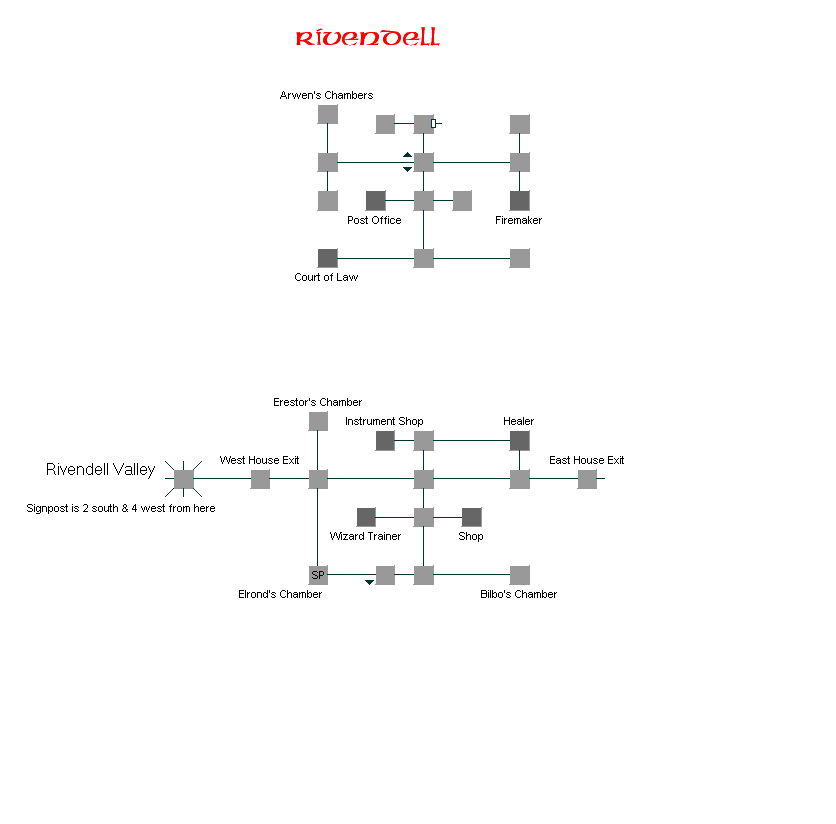 Rivendell
Arwen's Chambers
Post Office
Firemaker
Court of Law
Erestor's Chamber
Instrument Shop
Healer
Rivendell Valley
West House Exit
East House Exit
Signpost is 2 south & 4 west from here
Wizard Trainer
Shop
SP
Elrond's Chamber
Bilbo's Chamber